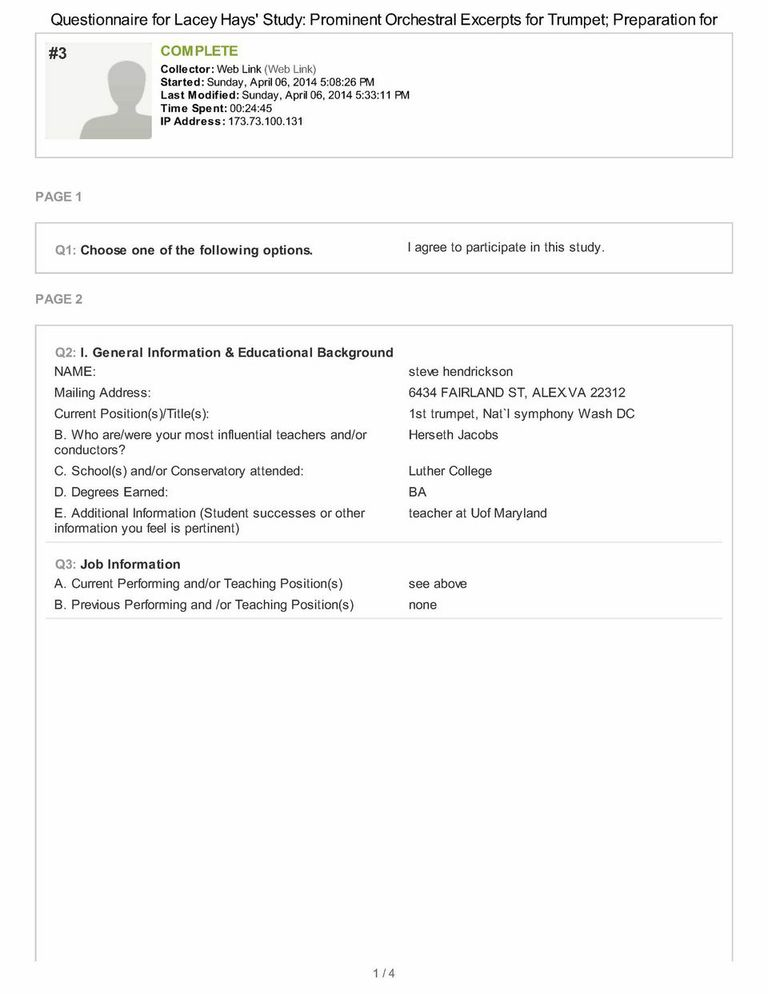 Questionnaire for Lacey Hays' Study: Prominent Orchestral Excerpts for Trumpet; Preparation for
#3
COMPLETE
Collector: Web Link (Web Link)
Started: Sunday, April 06, 2014 5:08:26 PM
Last Modified: Sunday, April 06, 2014 5:33:11 PM
Time Spent: 00:24:45
IP Address: 173.73.100.131
PAGE 1
Q1: Choose one of the following options. I agree to participate in this study.
PAGE 2
Q2: I. General Information & Educational Background
NAME: steve hendrickson
Mailing Address: 6434 FAIRLAND ST, ALEX.VA 22312
Current Position(s)/Title(s): 1st trumpet, Nat`l symphony Wash DC
B. Who are/were your most influential teachers and/or Herseth Jacobs
conductors?
C. School(s) and/or Conservatory attended: Luther College
D. Degrees Earned: BA
E. Additional Information (Student successes or other teacher at Uof Maryland
information you feel is pertinent)
Q3: Job Information
A. Current Performing and/or Teaching Position(s) see above
B. Previous Performing and /or Teaching Position(s) none
1 / 4